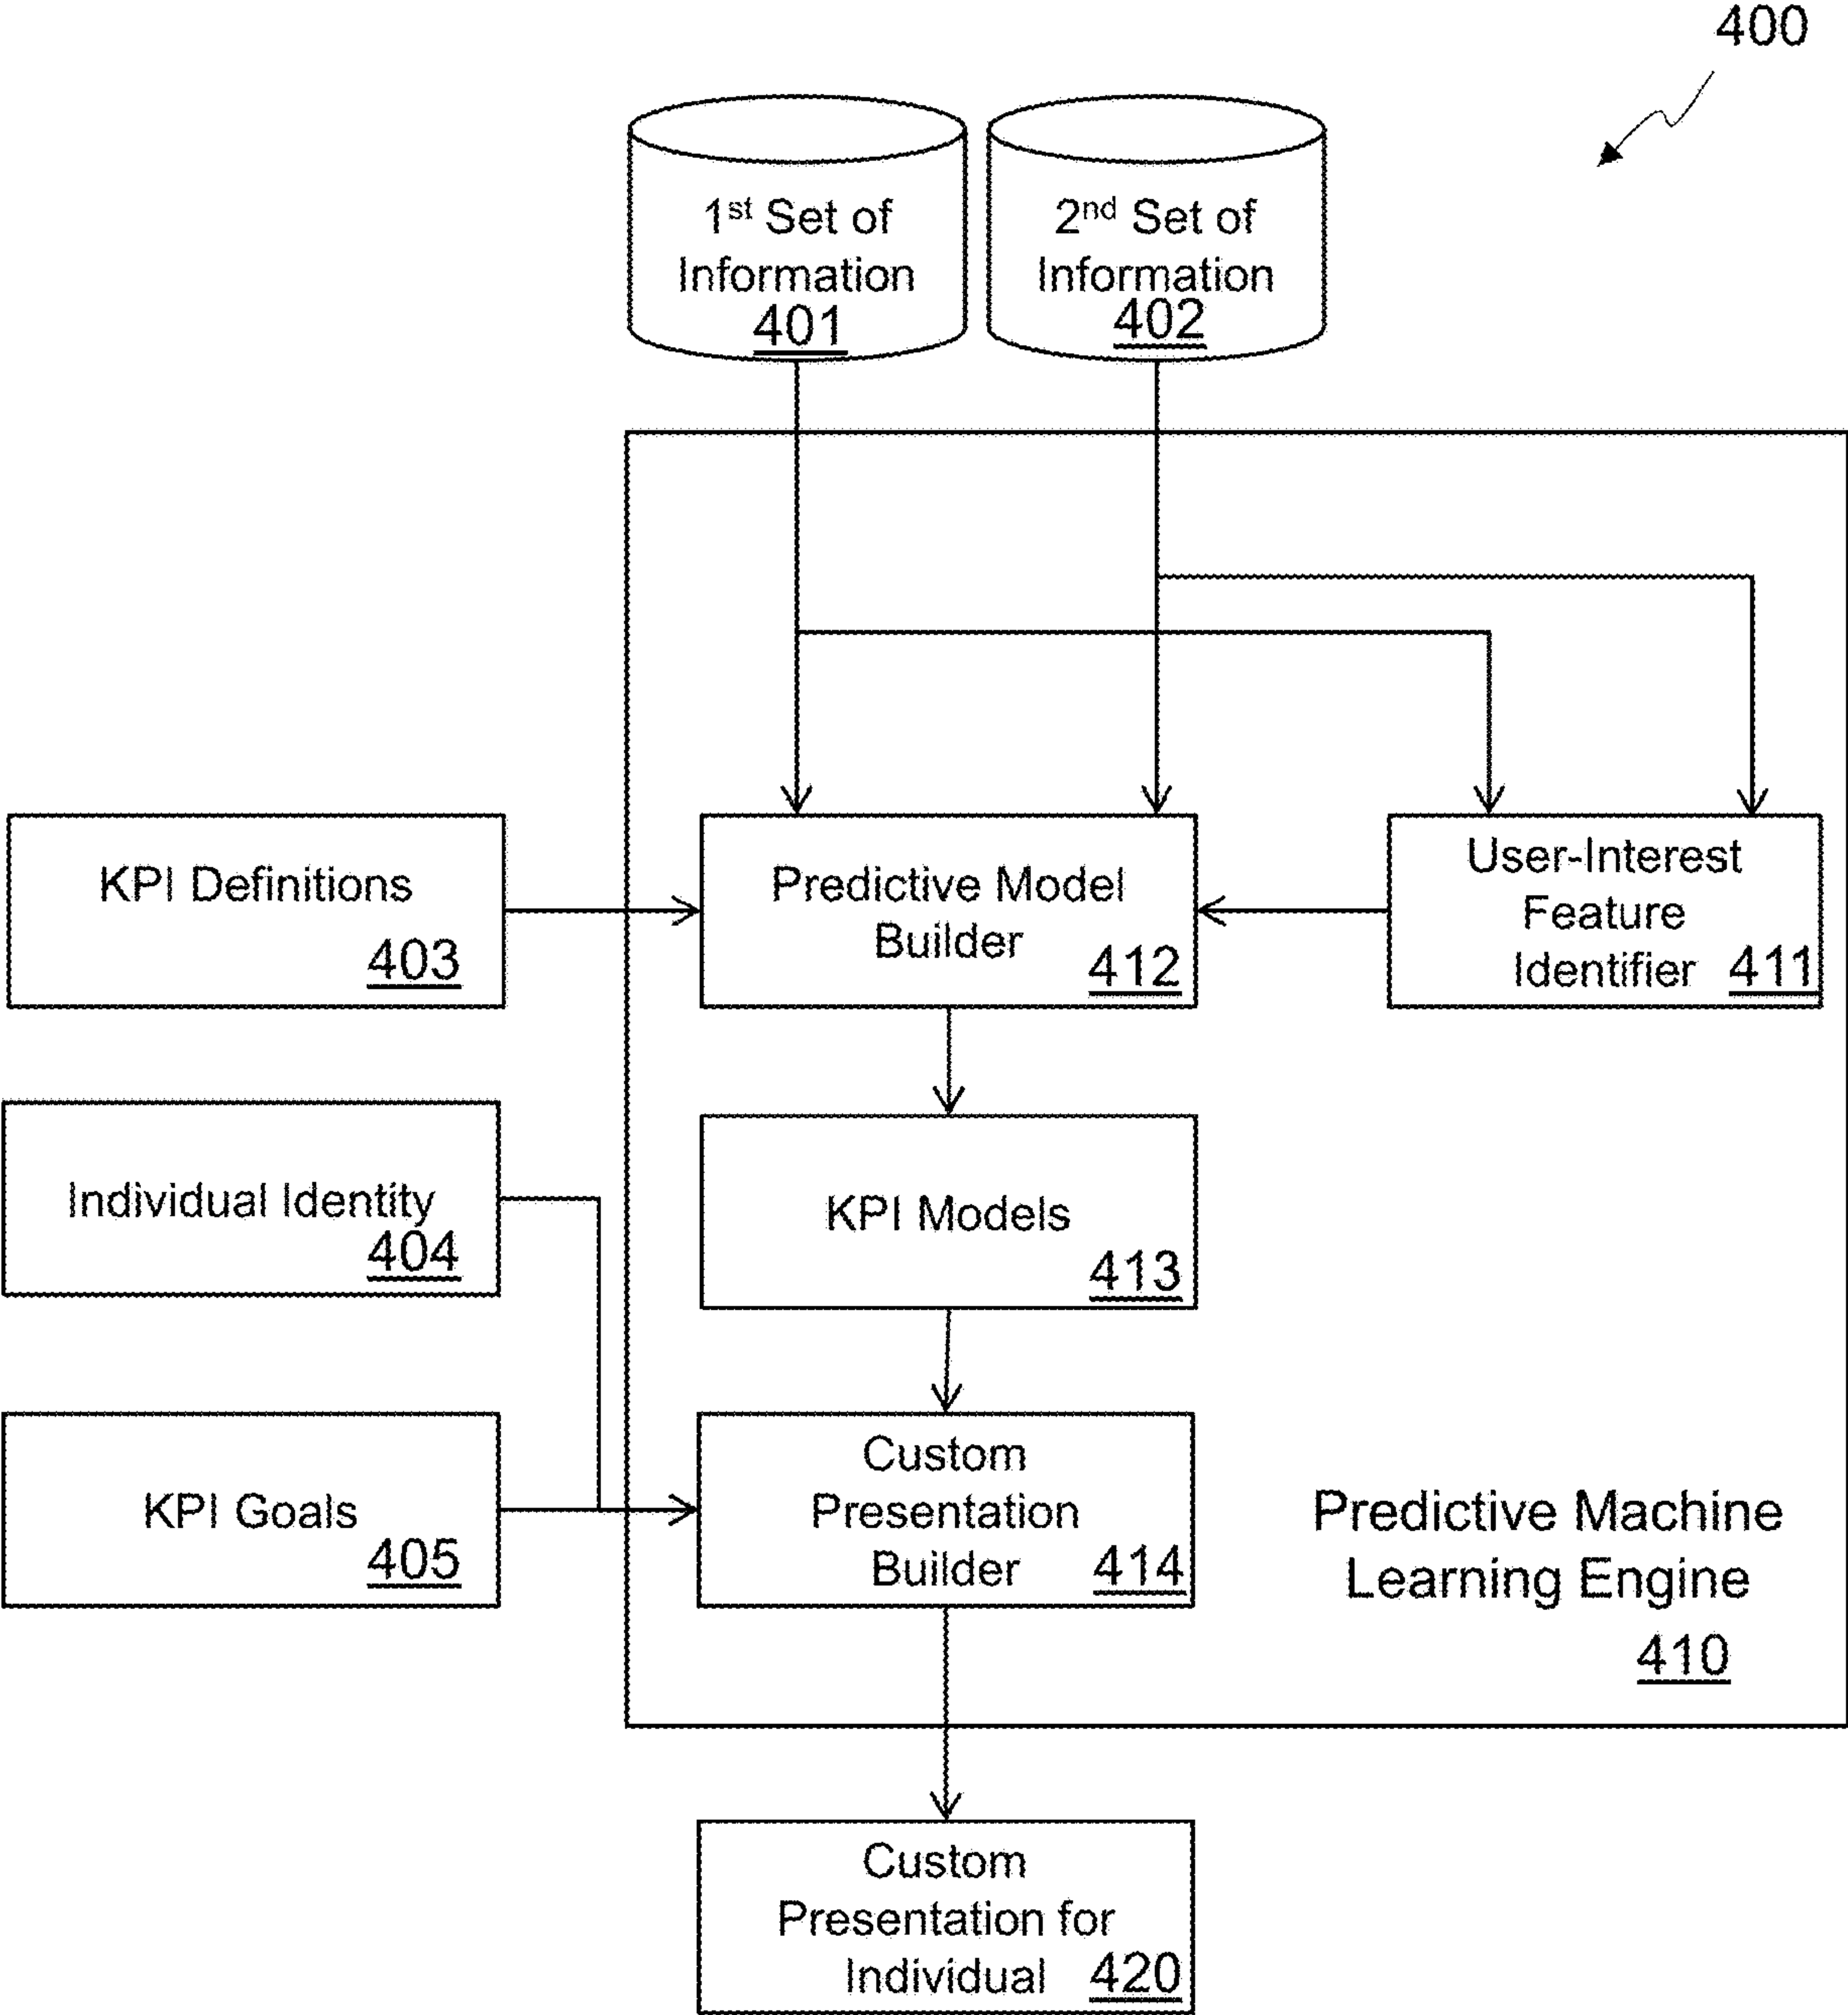 400
1st Set of
Information
401
2nd Set of
Information
402
KPI Definitions
403
Predictive Model
Builder
412
User-Interest
Feature
Identifier 411
Individual Identity
404
KPI Models
413
KPI Goals
405
Custom
Presentation
Builder 414
Predictive Machine
Learning Engine
410
Custom
Presentation for
Individual 420